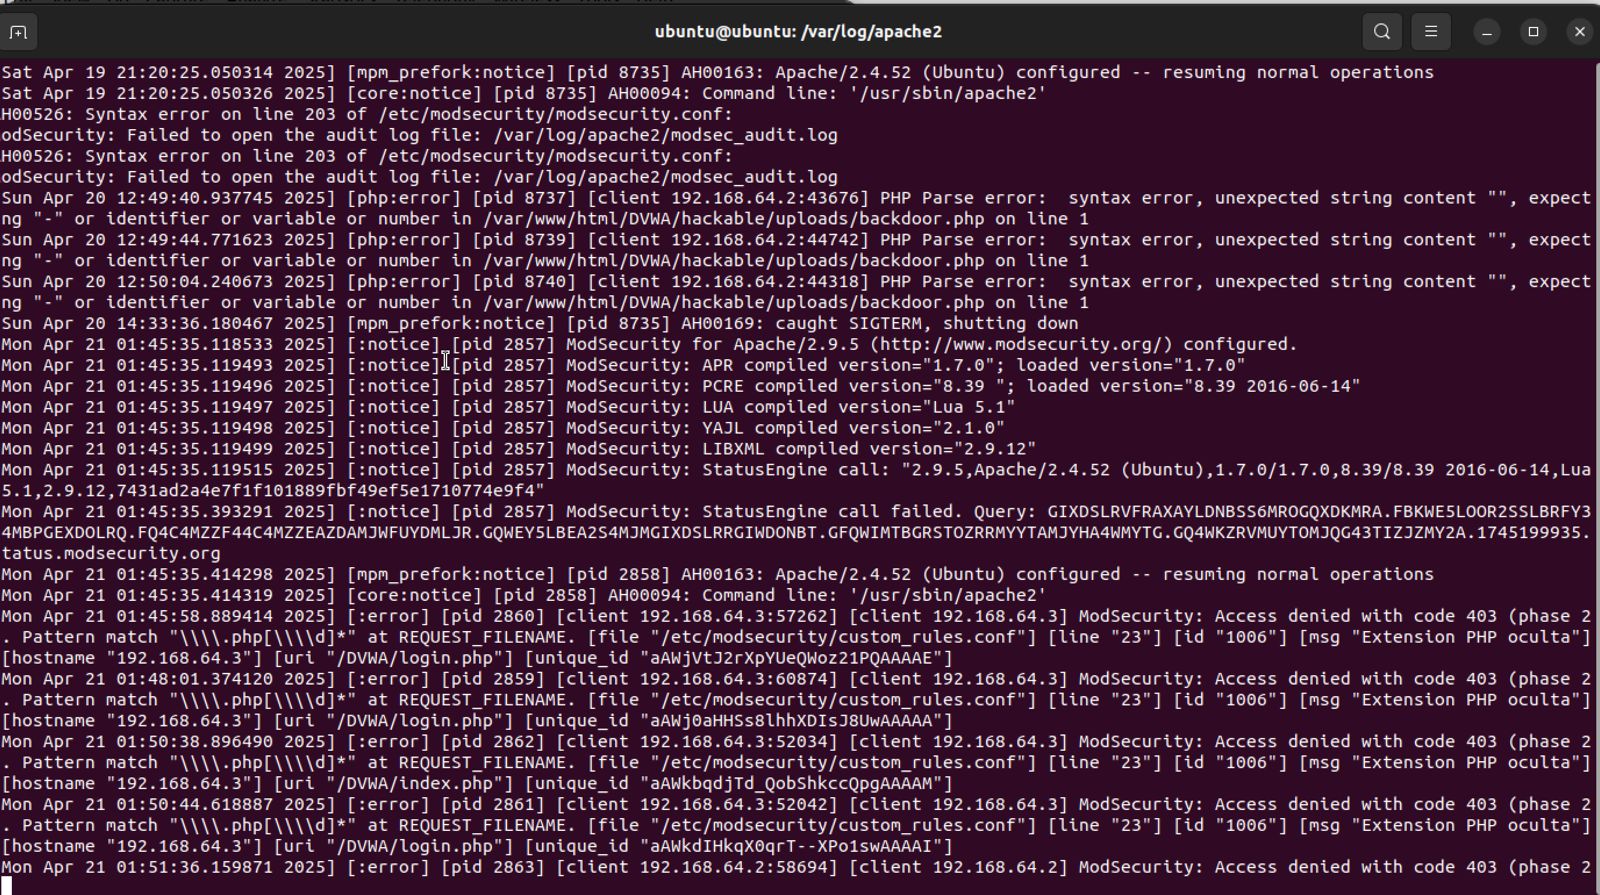 ubuntu@ubuntu: /var/log/apache2
Sat Apr 19 21:20:25.050314 2025] [mpm_prefork:notice] [pid 8735] AH00163: Apache/2.4.52 (Ubuntu) configured -- resuming normal operations
Sat Apr 19 21:20:25.050326 2025] [core:notice] [pid 8735] AH00094: Command line: '/usr/sbin/apache2'
H00526: Syntax error on line 203 of /etc/modsecurity/modsecurity.conf:
odSecurity: Failed to open the audit log file: /var/log/apache2/modsec_audit.log
H00526: Syntax error on line 203 of /etc/modsecurity/modsecurity.conf:
odSecurity: Failed to open the audit log file: /var/log/apache2/modsec_audit.log
Sun Apr 20 12:49:40.937745 2025] [php:error] [pid 8737] [client 192.168.64.2:43676] PHP Parse error:  syntax error, unexpected string content "", expect
ng "-" or identifier or variable or number in /var/www/html/DVWA/hackable/uploads/backdoor.php on line 1
Sun Apr 20 12:49:44.771623 2025] [php:error] [pid 8739] [client 192.168.64.2:44742] PHP Parse error:  syntax error, unexpected string content "", expect
ng "-" or identifier or variable or number in /var/www/html/DVWA/hackable/uploads/backdoor.php on line 1
Sun Apr 20 12:50:04.240673 2025] [php:error] [pid 8740] [client 192.168.64.2:44318] PHP Parse error:  syntax error, unexpected string content "", expect
ng "-" or identifier or variable or number in /var/www/html/DVWA/hackable/uploads/backdoor.php on line 1
Sun Apr 20 14:33:36.180467 2025] [mpm_prefork:notice] [pid 8735] AH00169: caught SIGTERM, shutting down
Mon Apr 21 01:45:35.118533 2025] [:notice] [pid 2857] ModSecurity for Apache/2.9.5 (http://www.modsecurity.org/) configured.
Mon Apr 21 01:45:35.119493 2025] [:notice] [pid 2857] ModSecurity: APR compiled version="1.7.0"; loaded version="1.7.0"
Mon Apr 21 01:45:35.119496 2025] [:notice] [pid 2857] ModSecurity: PCRE compiled version="8.39 "; loaded version="8.39 2016-06-14"
Mon Apr 21 01:45:35.119497 2025] [:notice] [pid 2857] ModSecurity: LUA compiled version="Lua 5.1"
Mon Apr 21 01:45:35.119498 2025] [:notice] [pid 2857] ModSecurity: YAJL compiled version="2.1.0"
Mon Apr 21 01:45:35.119499 2025] [:notice] [pid 2857] ModSecurity: LIBXML compiled version="2.9.12"
Mon Apr 21 01:45:35.119515 2025] [:notice] [pid 2857] ModSecurity: StatusEngine call: "2.9.5,Apache/2.4.52 (Ubuntu),1.7.0/1.7.0,8.39/8.39 2016-06-14,Lua
5.1,2.9.12,7431ad2a4e7f1f101889fbf49ef5e1710774e9f4"
Mon Apr 21 01:45:35.393291 2025] [:notice] [pid 2857] ModSecurity: StatusEngine call failed. Query: GIXDSLRVFRAXAYLDNBSS6MROGQXDKMRA.FBKWE5LOOR2SSLBRFY3
4MBPGEXDOLRQ.FQ4C4MZZF44C4MZZEAZDAMJWFUYDMLJR.GQWEY5LBEA2S4MJMGIXDSLRRGIWDONBT.GFQWIMTBGRSTOZRRMYYTAMJYHA4WMYTG.GQ4WKZRVMUYTOMJQG43TIZJZMY2A.1745199935.
tatus.modsecurity.org
Mon Apr 21 01:45:35.414298 2025] [mpm_prefork:notice] [pid 2858] AH00163: Apache/2.4.52 (Ubuntu) configured -- resuming normal operations
Mon Apr 21 01:45:35.414319 2025] [core:notice] [pid 2858] AH00094: Command line: '/usr/sbin/apache2'
Mon Apr 21 01:45:58.889414 2025] [:error] [pid 2860] [client 192.168.64.3:57262] [client 192.168.64.3] ModSecurity: Access denied with code 403 (phase 2
. Pattern match "\\\\.php[\\\\d]*" at REQUEST_FILENAME. [file "/etc/modsecurity/custom_rules.conf"] [line "23"] [id "1006"] [msg "Extension PHP oculta"]
[hostname "192.168.64.3"] [uri "/DVWA/login.php"] [unique_id "aAWjVtJ2rXpYUeQWoz21PQAAAAE"]
Mon Apr 21 01:48:01.374120 2025] [:error] [pid 2859] [client 192.168.64.3:60874] [client 192.168.64.3] ModSecurity: Access denied with code 403 (phase 2
. Pattern match "\\\\.php[\\\\d]*" at REQUEST_FILENAME. [file "/etc/modsecurity/custom_rules.conf"] [line "23"] [id "1006"] [msg "Extension PHP oculta"]
[hostname "192.168.64.3"] [uri "/DVWA/login.php"] [unique_id "aAWj0aHHSs8lhhXDIsJ8UwAAAAA"]
Mon Apr 21 01:50:38.896490 2025] [:error] [pid 2862] [client 192.168.64.3:52034] [client 192.168.64.3] ModSecurity: Access denied with code 403 (phase 2
. Pattern match "\\\\.php[\\\\d]*" at REQUEST_FILENAME. [file "/etc/modsecurity/custom_rules.conf"] [line "23"] [id "1006"] [msg "Extension PHP oculta"]
[hostname "192.168.64.3"] [uri "/DVWA/index.php"] [unique_id "aAWkbqdjTd_QobShkccQpgAAAAM"]
Mon Apr 21 01:50:44.618887 2025] [:error] [pid 2861] [client 192.168.64.3:52042] [client 192.168.64.3] ModSecurity: Access denied with code 403 (phase 2
. Pattern match "\\\\.php[\\\\d]*" at REQUEST_FILENAME. [file "/etc/modsecurity/custom_rules.conf"] [line "23"] [id "1006"] [msg "Extension PHP oculta"]
[hostname "192.168.64.3"] [uri "/DVWA/login.php"] [unique_id "aAWkdIHkqX0qrT--XPo1swAAAAI"]
Mon Apr 21 01:51:36.159871 2025] [:error] [pid 2863] [client 192.168.64.2:58694] [client 192.168.64.2] ModSecurity: Access denied with code 403 (phase 2